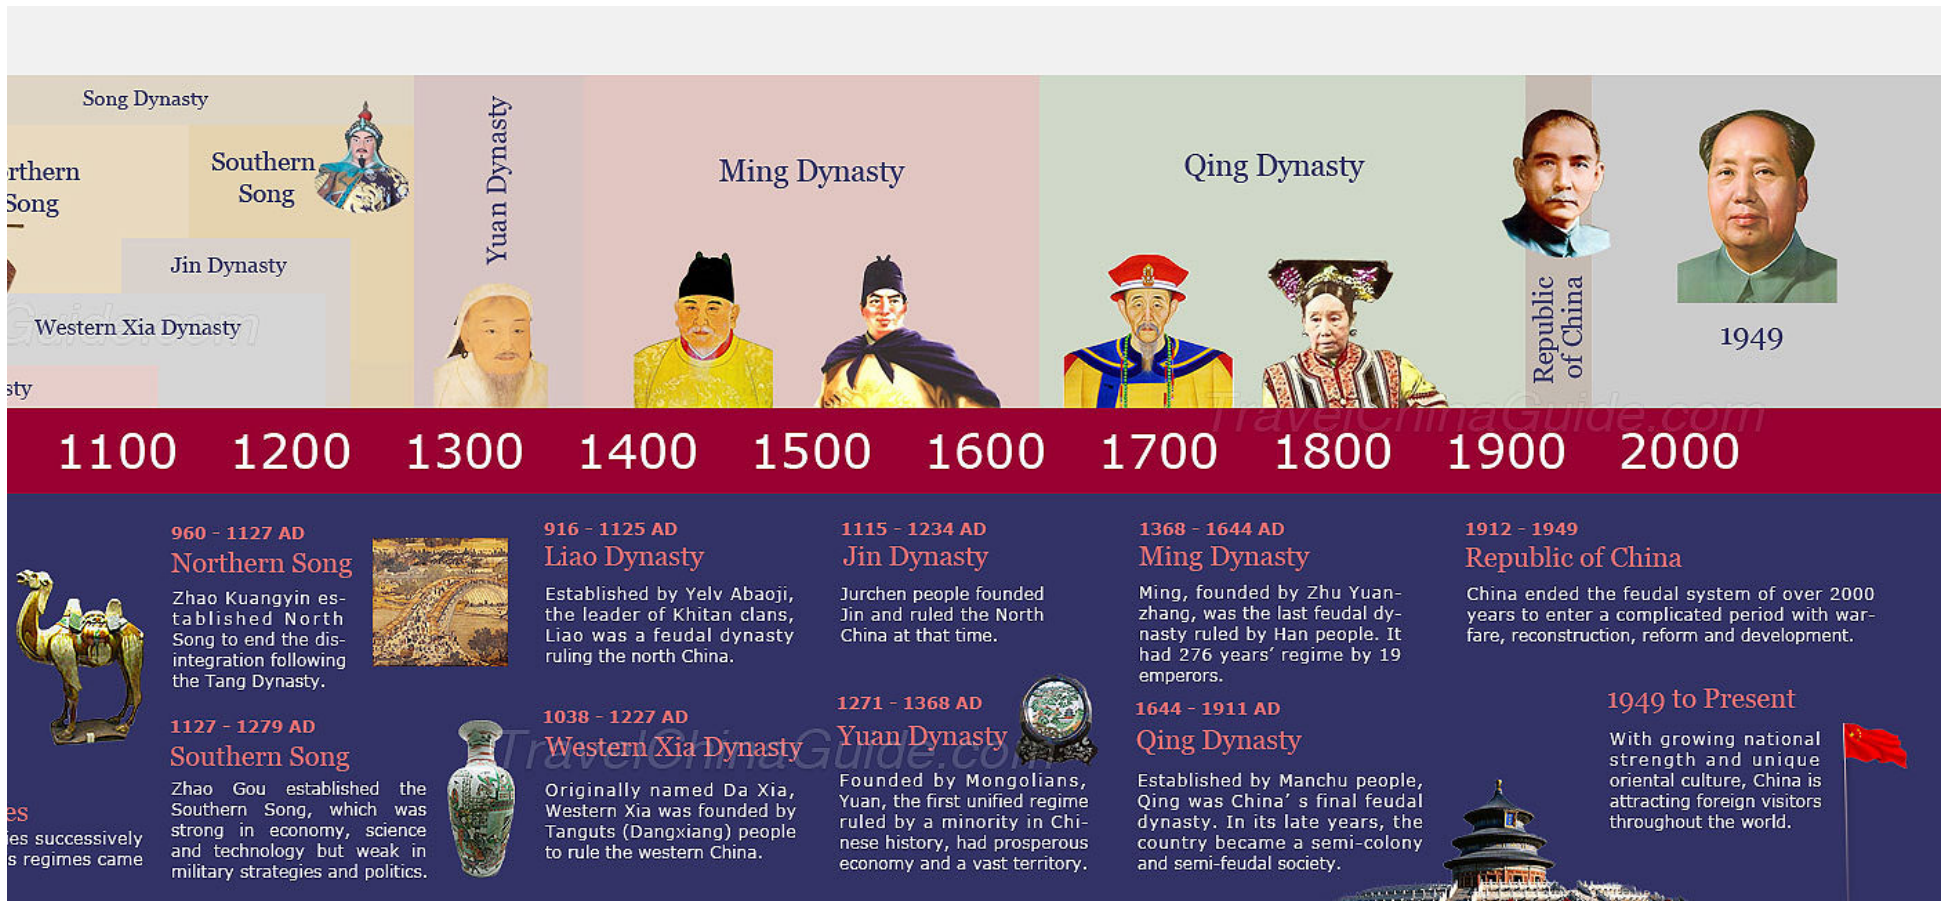 Song Dynasty
rthern
Song
Southern
Song
Jin Dynasty
Western Xia Dynasty
sty
Yuan Dynasty
Ming Dynasty
Qing Dynasty
Republic
of China
1949
Guide.com
TravelChinaGuide.com
1100 1200 1300 1400 1500 1600 1700 1800 1900 2000
es
ies successively
s regimes came
960 - 1127 AD
Northern Song
Zhao Kuangyin es-
tablished North
Song to end the dis-
integration following
the Tang Dynasty.
1127 - 1279 AD
Southern Song
Zhao Gou established the
Southern Song, which was
strong in economy, science
and technology but weak in
military strategies and politics.
916 - 1125 AD
Liao Dynasty
Established by Yelv Abaoji,
the leader of Khitan clans,
Liao was a feudal dynasty
ruling the north China.
1038 - 1227 AD
Western Xia Dynasty
Originally named Da Xia,
Western Xia was founded by
Tanguts (Dangxiang) people
to rule the western China.
TravelChinaGuide.com
1115 - 1234 AD
Jin Dynasty
Jurchen people founded
Jin and ruled the North
China at that time.
1271 - 1368 AD
Yuan Dynasty
Founded by Mongolians,
Yuan, the first unified regime
ruled by a minority in Chi-
nese history, had prosperous
economy and a vast territory.
1368 - 1644 AD
Ming Dynasty
Ming, founded by Zhu Yuan-
zhang, was the last feudal dy-
nasty ruled by Han people. It
had 276 years’ regime by 19
emperors.
1644 - 1911 AD
Qing Dynasty
Established by Manchu people,
Qing was China’ s final feudal
dynasty. In its late years, the
country became a semi-colony
and semi-feudal society.
1912 - 1949
Republic of China
China ended the feudal system of over 2000
years to enter a complicated period with war-
fare, reconstruction, reform and development.
1949 to Present
With growing national
strength and unique
oriental culture, China is
attracting foreign visitors
throughout the world.